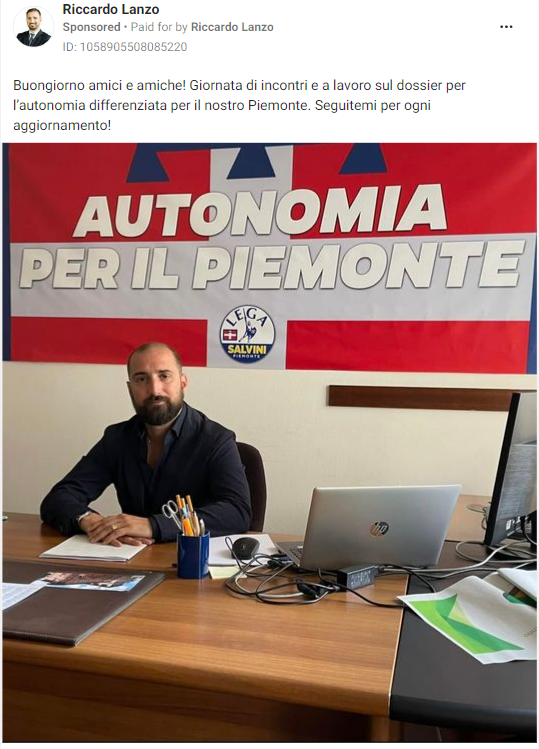 Riccardo Lanzo
Sponsored • Paid for by Riccardo Lanzo
ID: 1058905508085220
Buongiorno amici e amiche! Giornata di incontri e a lavoro sul dossier per
l'autonomia differenziata per il nostro Piemonte. Seguitemi per ogni
aggiornamento!
AUTONOMIA
PER IL PIEMONTE
LEGA
SALVINI
PIEMONTE
hp